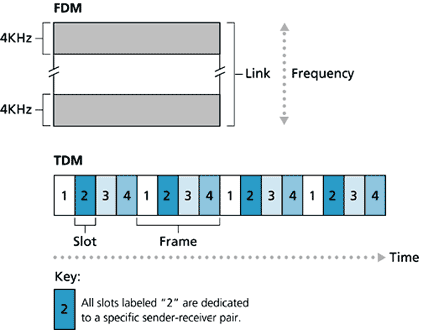 FDM
4KHz
Link
Frequency
4KHz
TDM
1 2 3 4 1 2 3 4 1 2 3 4 1 2 3 4
Slot
Frame
Time
Key:
2
All slots labeled “2” are dedicated
to a specific sender-receiver pair.